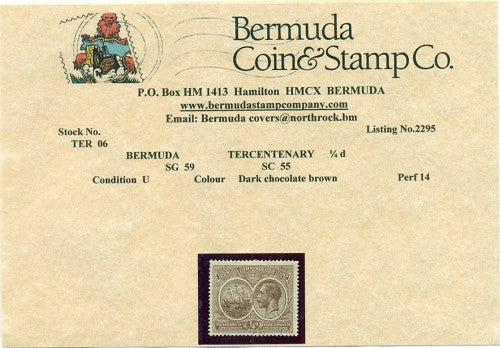 Bermuda
Coin&Stamp Co.
P.O. Box HM 1413 Hamilton HMCX BERMUDA
www.bermudastampcompany.com
Email: Bermuda covers@northrock.bm
Stock No. Listing No.2295
TER 06
BERMUDA TERCENTENARY ¼ d
SG 59 SC 55
Condition U Colour Dark chocolate brown Perf 14